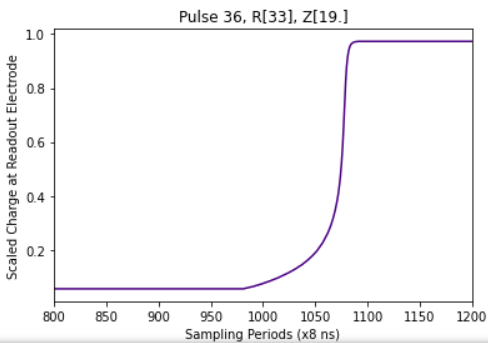 Pulse 36, R[33], Z[19.]
Scaled Charge at Readout Electrode
1.0
0.8
0.6
0.4
0.2
800 850 900 950 1000 1050 1100 1150 1200
Sampling Periods (x8 ns)